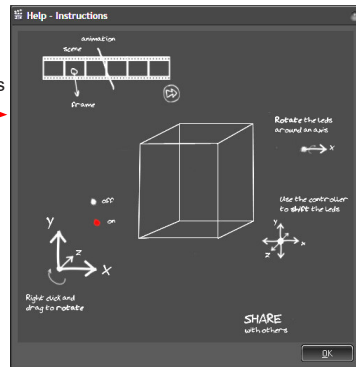 Help - Instructions
animation
scene
s
frame
Rotate the leds
around an axis
x
off
on
Use the controller
to shift the leds
y
x
z
y
z
x
Right click and
drag to rotate
SHARE
with others
OK